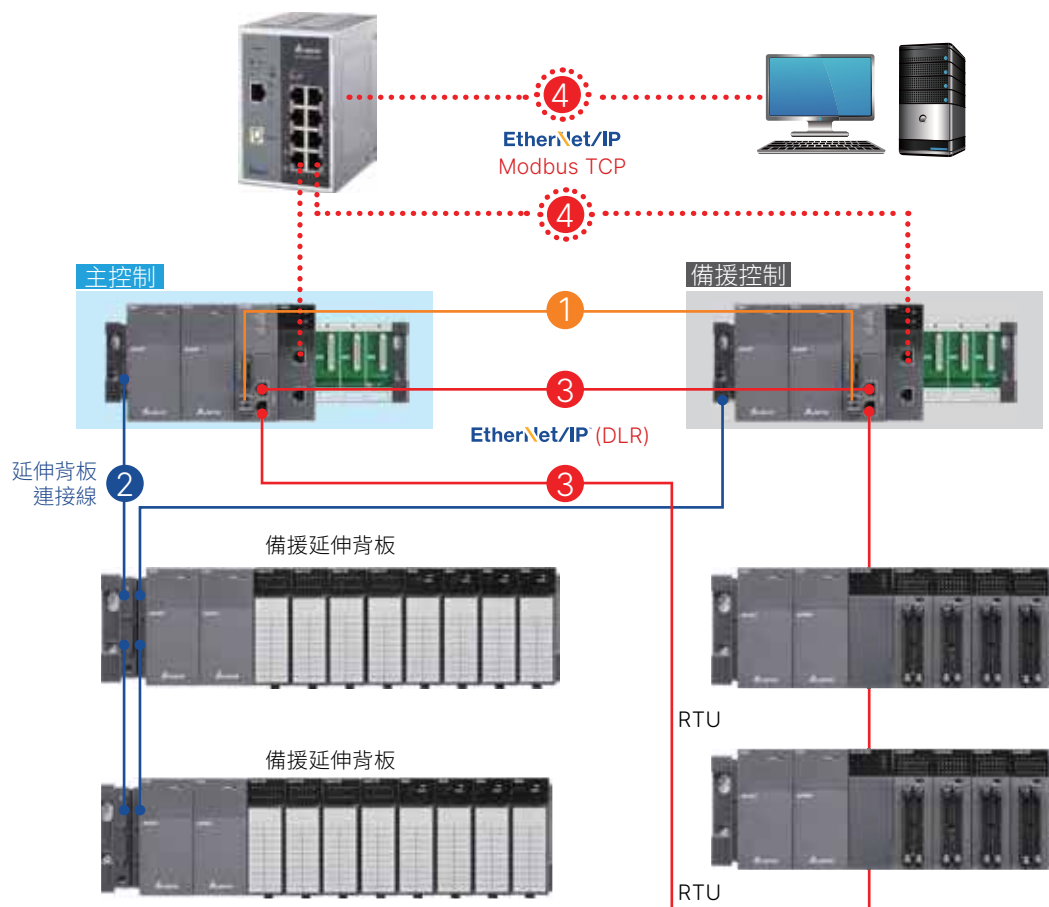 4
EtherNet/IP
Modbus TCP
4
主控制
備援控制
1
3
EtherNet/IP (DLR)
延伸背板
連接線
2
3
備援延伸背板
RTU
備援延伸背板
RTU